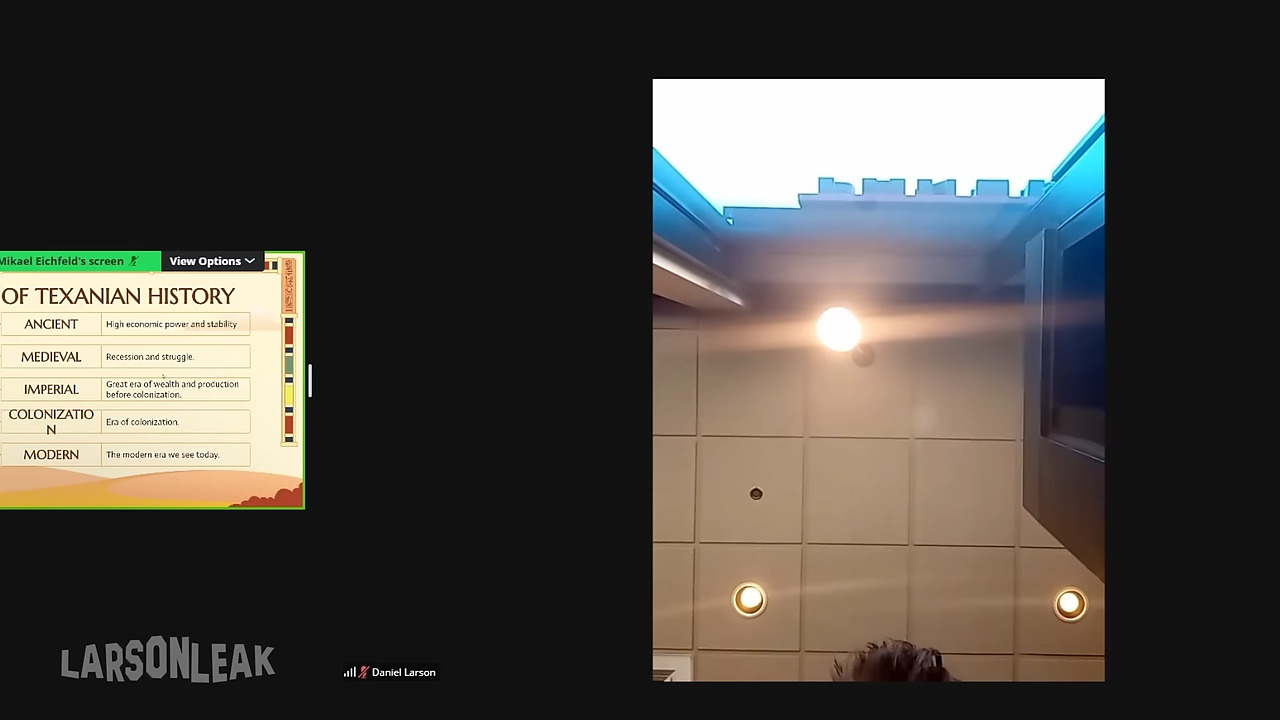 Mikael Eichfeld's screen
View Options
OF TEXANIAN HISTORY
ANCIENT
High economic power and stability
MEDIEVAL
Recession and struggle.
IMPERIAL
Great era of wealth and production
before colonization.
COLONIZATIO
N
Era of colonization.
MODERN
The modern era we see today.
LARSONLEAK
Daniel Larson